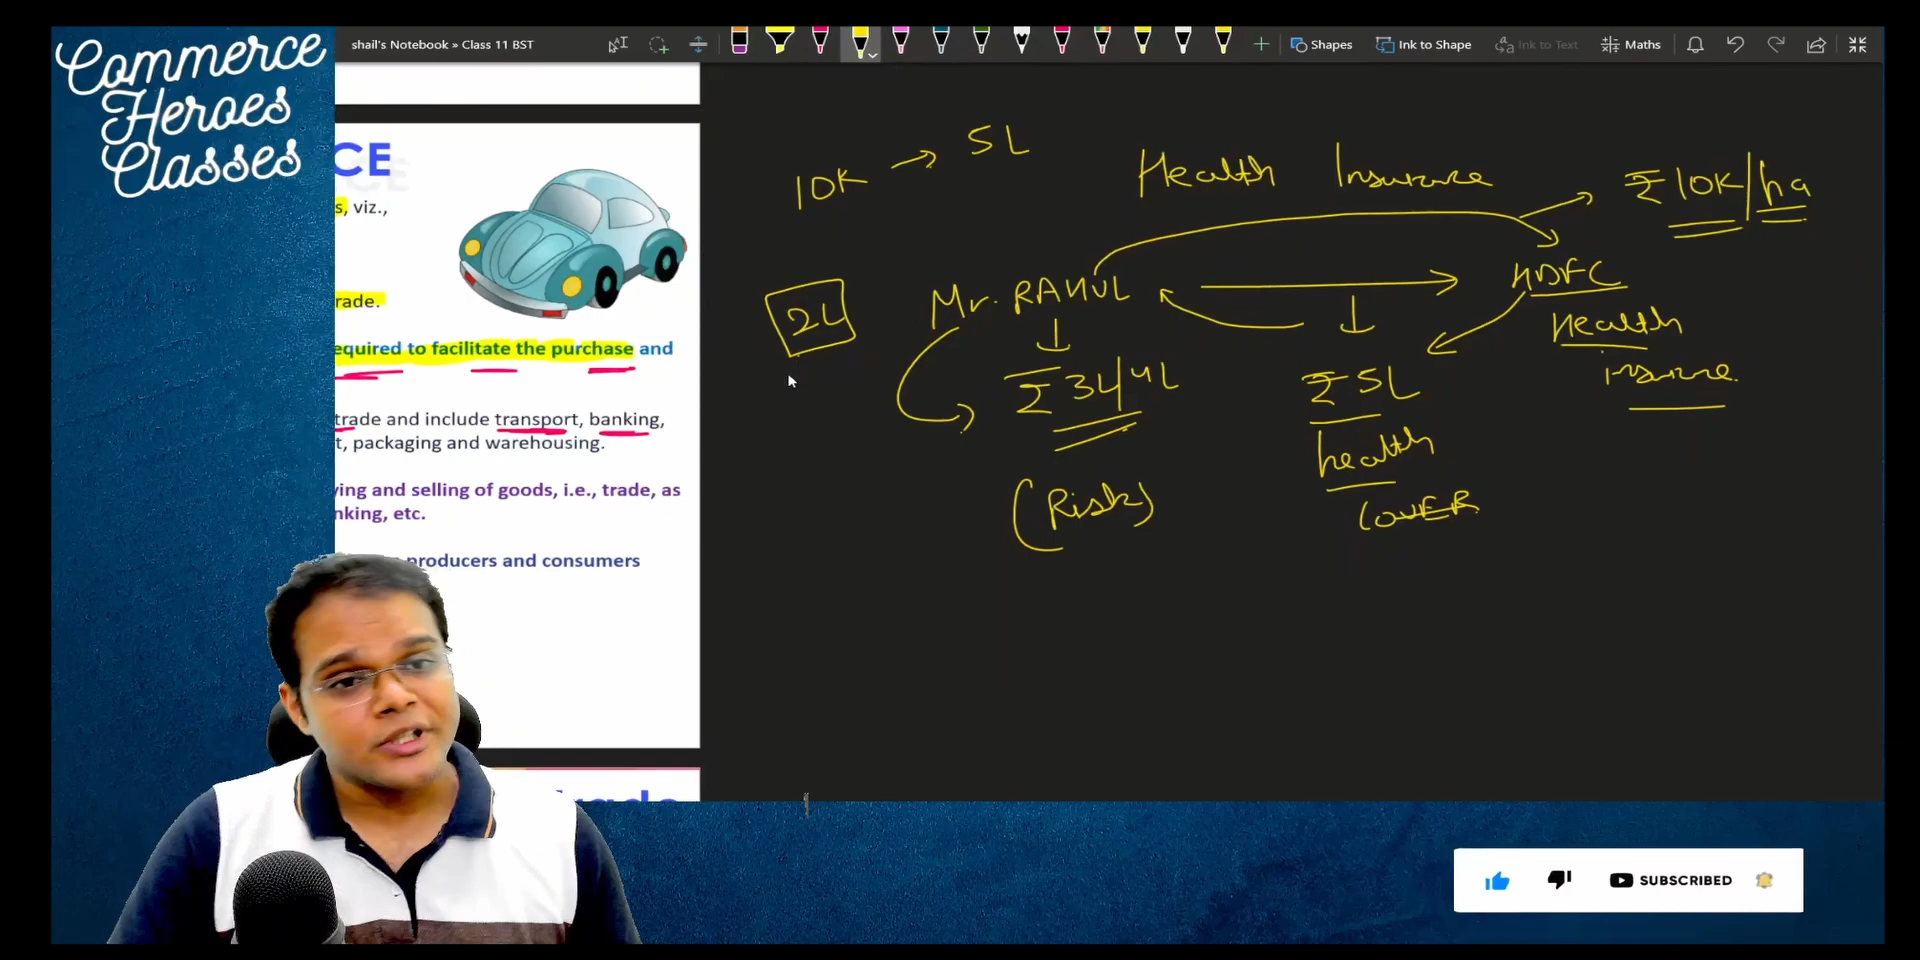 Commerce
Heroes
Classes
shail's Notebook » Class 11 BST
Shapes
Ink to Shape
Ink to Text
Maths
CE
s, viz.,
rade.
equired to facilitate the purchase and
trade and include transport, banking,
t, packaging and warehousing.
ying and selling of goods, i.e., trade, as
nking, etc.
producers and consumers
10K → 5L
Health Insurance
₹10K/
Mr. RAHUL
HDFC
Health
insurance
₹3L/4L
₹5L
health
COVER
(Risk)
2L
SUBSCRIBED